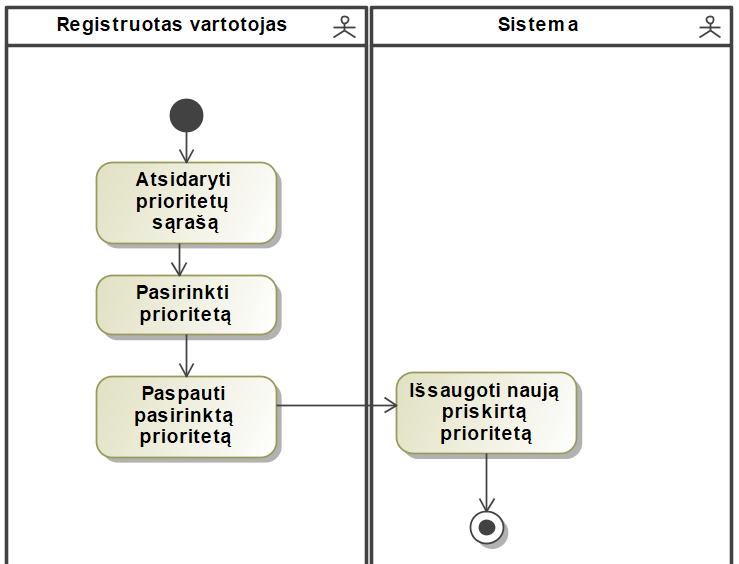 Registruotas vartotojas
Sistema
Atsidaryti
prioritetų
sąrašą
Pasirinkti
prioritetą
Paspauti
pasirinktą
prioritetą
Išsaugoti naują
priskirtą
prioritetą